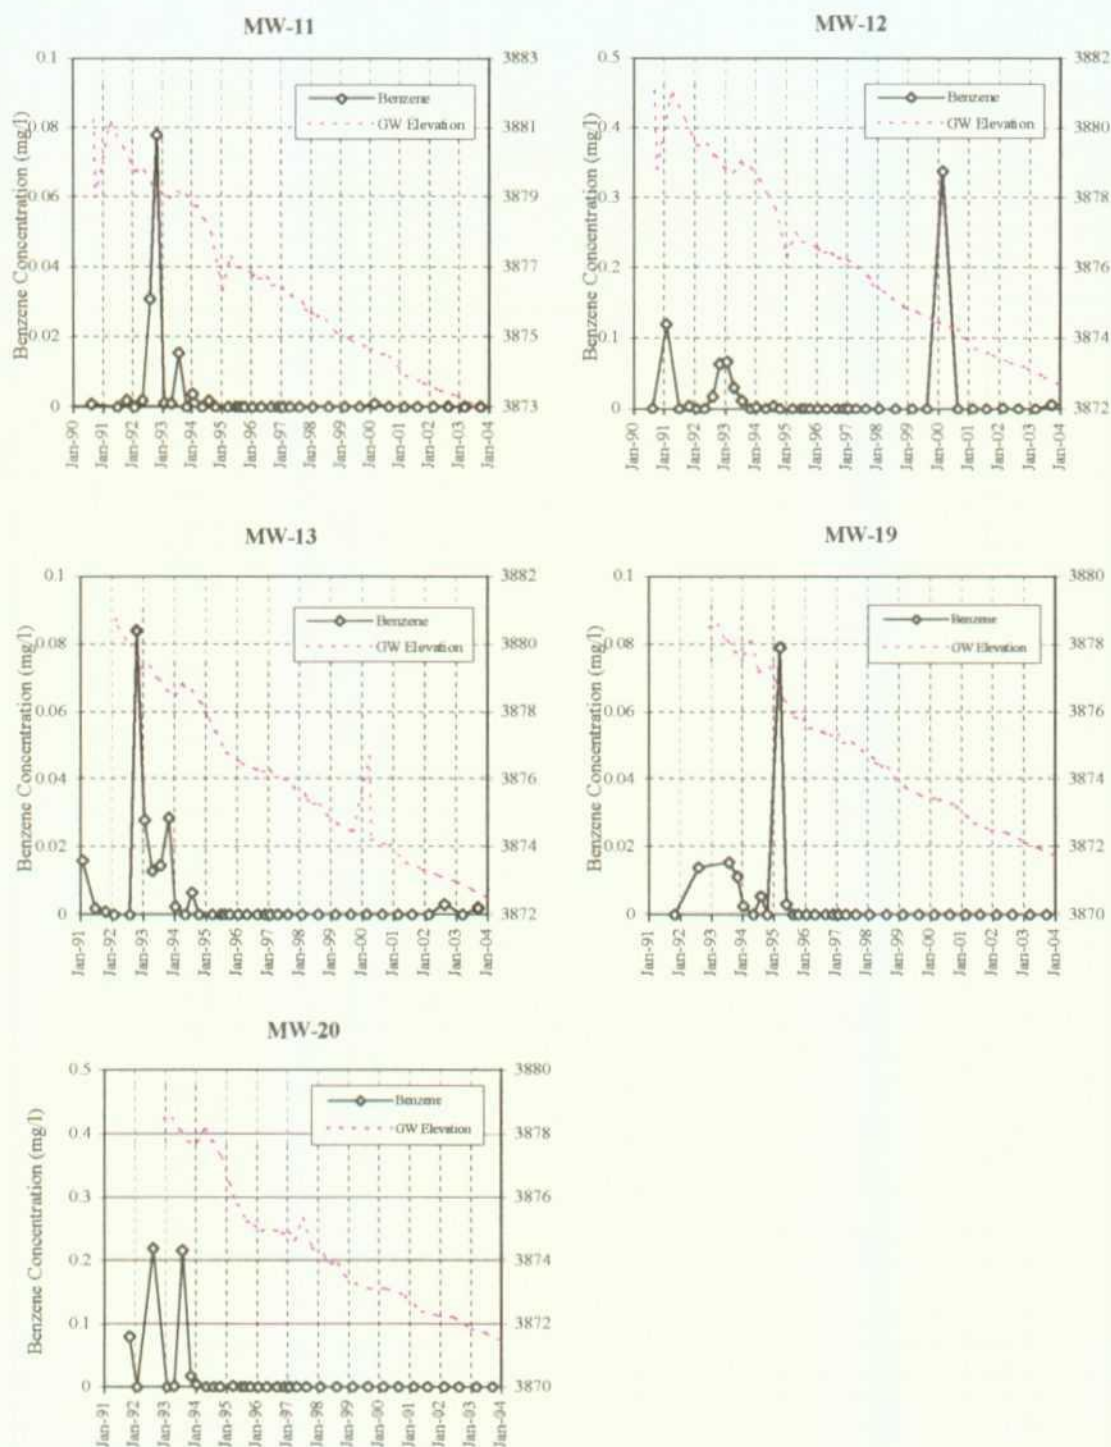 MW-11
Benzene Concentration (mg/l)
0.1
0.08
0.06
0.04
0.02
0
3883
3881
3879
3877
3875
3873
Benzene
GW Elevation
Jan-90
Jan-91
Jan-92
Jan-93
Jan-94
Jan-95
Jan-96
Jan-97
Jan-98
Jan-99
Jan-00
Jan-01
Jan-02
Jan-03
Jan-04
MW-12
Benzene Concentration (mg/l)
0.5
0.4
0.3
0.2
0.1
0
3882
3880
3878
3876
3874
3872
Benzene
GW Elevation
Jan-90
Jan-91
Jan-92
Jan-93
Jan-94
Jan-95
Jan-96
Jan-97
Jan-98
Jan-99
Jan-00
Jan-01
Jan-02
Jan-03
Jan-04
MW-13
Benzene Concentration (mg/l)
0.1
0.08
0.06
0.04
0.02
0
3882
3880
3878
3876
3874
3872
Benzene
GW Elevation
Jan-91
Jan-92
Jan-93
Jan-94
Jan-95
Jan-96
Jan-97
Jan-98
Jan-99
Jan-00
Jan-01
Jan-02
Jan-03
Jan-04
MW-19
Benzene Concentration (mg/l)
0.1
0.08
0.06
0.04
0.02
0
3880
3878
3876
3874
3872
3870
Benzene
GW Elevation
Jan-91
Jan-92
Jan-93
Jan-94
Jan-95
Jan-96
Jan-97
Jan-98
Jan-99
Jan-00
Jan-01
Jan-02
Jan-03
Jan-04
MW-20
Benzene Concentration (mg/l)
0.5
0.4
0.3
0.2
0.1
0
3880
3878
3876
3874
3872
3870
Benzene
GW Elevation
Jan-91
Jan-92
Jan-93
Jan-94
Jan-95
Jan-96
Jan-97
Jan-98
Jan-99
Jan-00
Jan-01
Jan-02
Jan-03
Jan-04